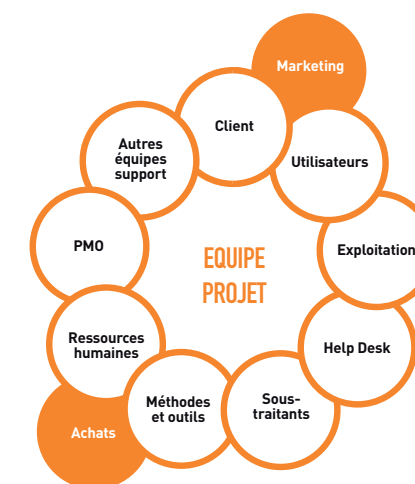 Marketing
Client
Autres
équipes
support
Utilisateurs
PMO
EQUIPE
PROJET
Exploitation
Ressources
humaines
Help Desk
Méthodes
et outils
Sous-
traitants
Achats